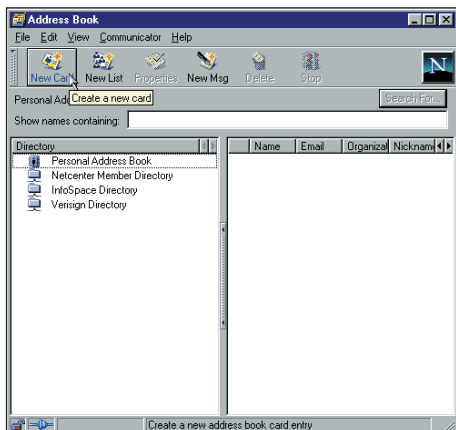 Address Book
File Edit View Communicator Help
New Card New List Properties New Msg Delete Stop
N
Create a new card
Personal Add Search For...
Show names containing:
Directory Name Email Organizat Nicknam
Personal Address Book
Netcenter Member Directory
InfoSpace Directory
Verisign Directory
Create a new address book card entry